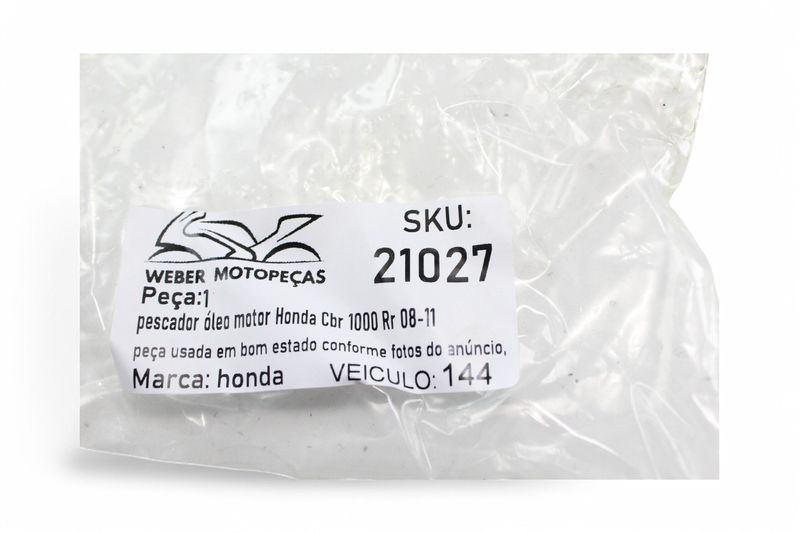 SKU:
21027
WEBER MOTOPEÇAS
Peça:1
pescador óleo motor Honda Cbr 1000 Rr 08-11
peça usada em bom estado conforme fotos do anúncio,
Marca: honda VEICULO: 144